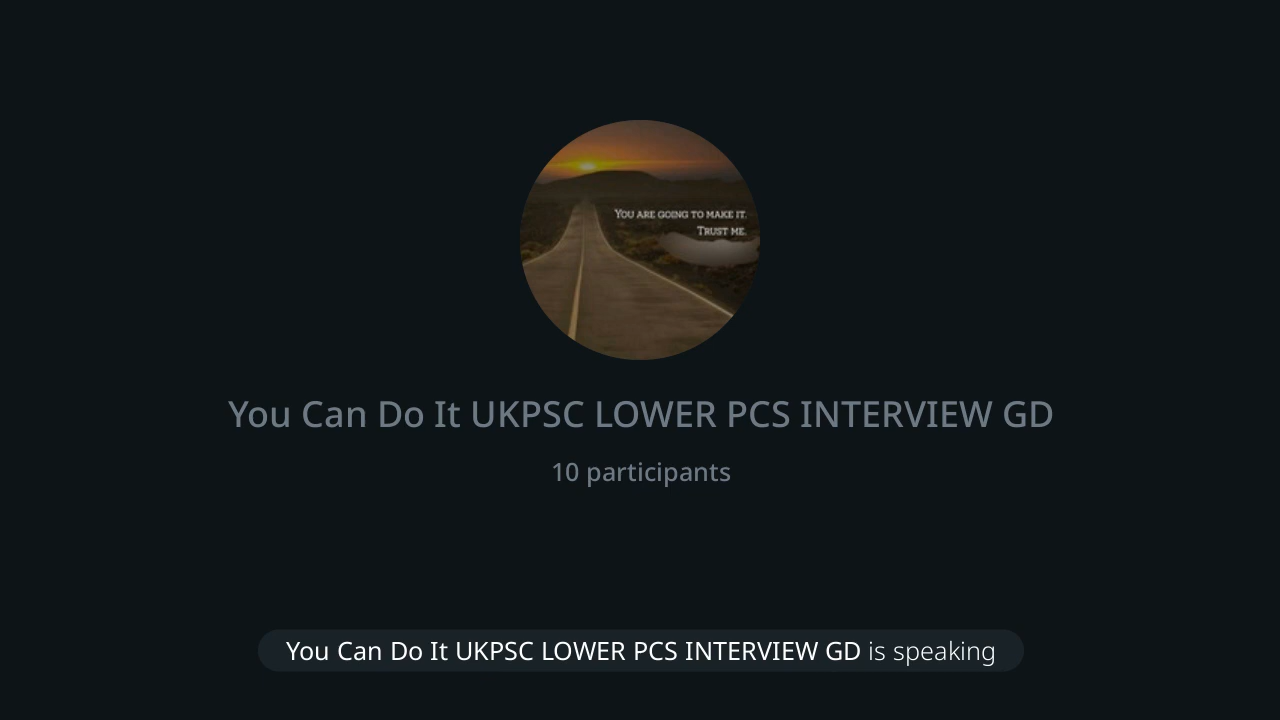 You are going to make it.
Trust me.
You Can Do It UKPSC LOWER PCS INTERVIEW GD
10 participants
You Can Do It UKPSC LOWER PCS INTERVIEW GD is speaking